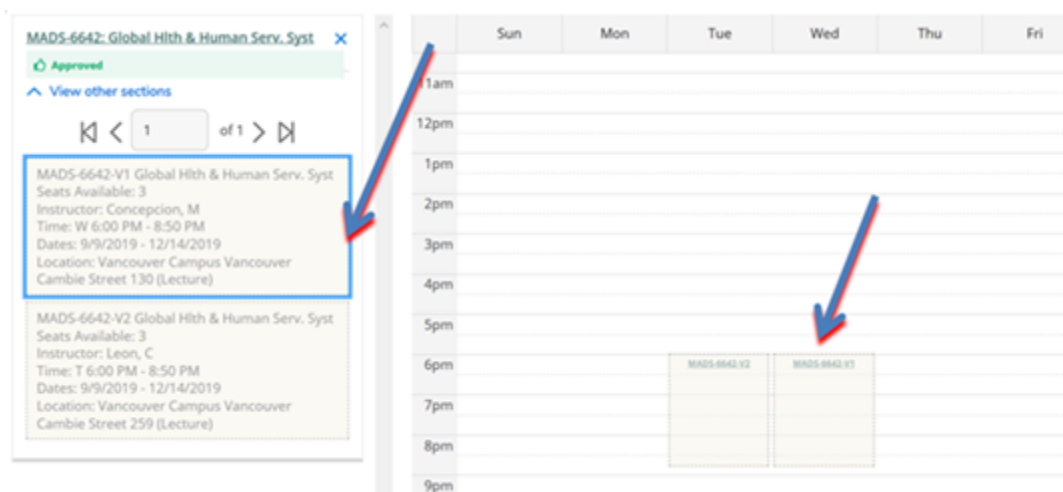 MADS-6642: Global Hlth & Human Serv. Syst
Approved
View other sections
1 of 1
MADS-6642-V1 Global Hlth & Human Serv. Syst
Seats Available: 3
Instructor: Concepcion, M
Time: W 6:00 PM - 8:50 PM
Dates: 9/9/2019 - 12/14/2019
Location: Vancouver Campus Vancouver
Cambie Street 130 (Lecture)
MADS-6642-V2 Global Hlth & Human Serv. Syst
Seats Available: 3
Instructor: Leon, C
Time: T 6:00 PM - 8:50 PM
Dates: 9/9/2019 - 12/14/2019
Location: Vancouver Campus Vancouver
Cambie Street 259 (Lecture)
Sun Mon Tue Wed Thu Fri
11am
12pm
1pm
2pm
3pm
4pm
5pm
6pm MADS-6642-V2 MADS-6642-V1
7pm
8pm
9pm